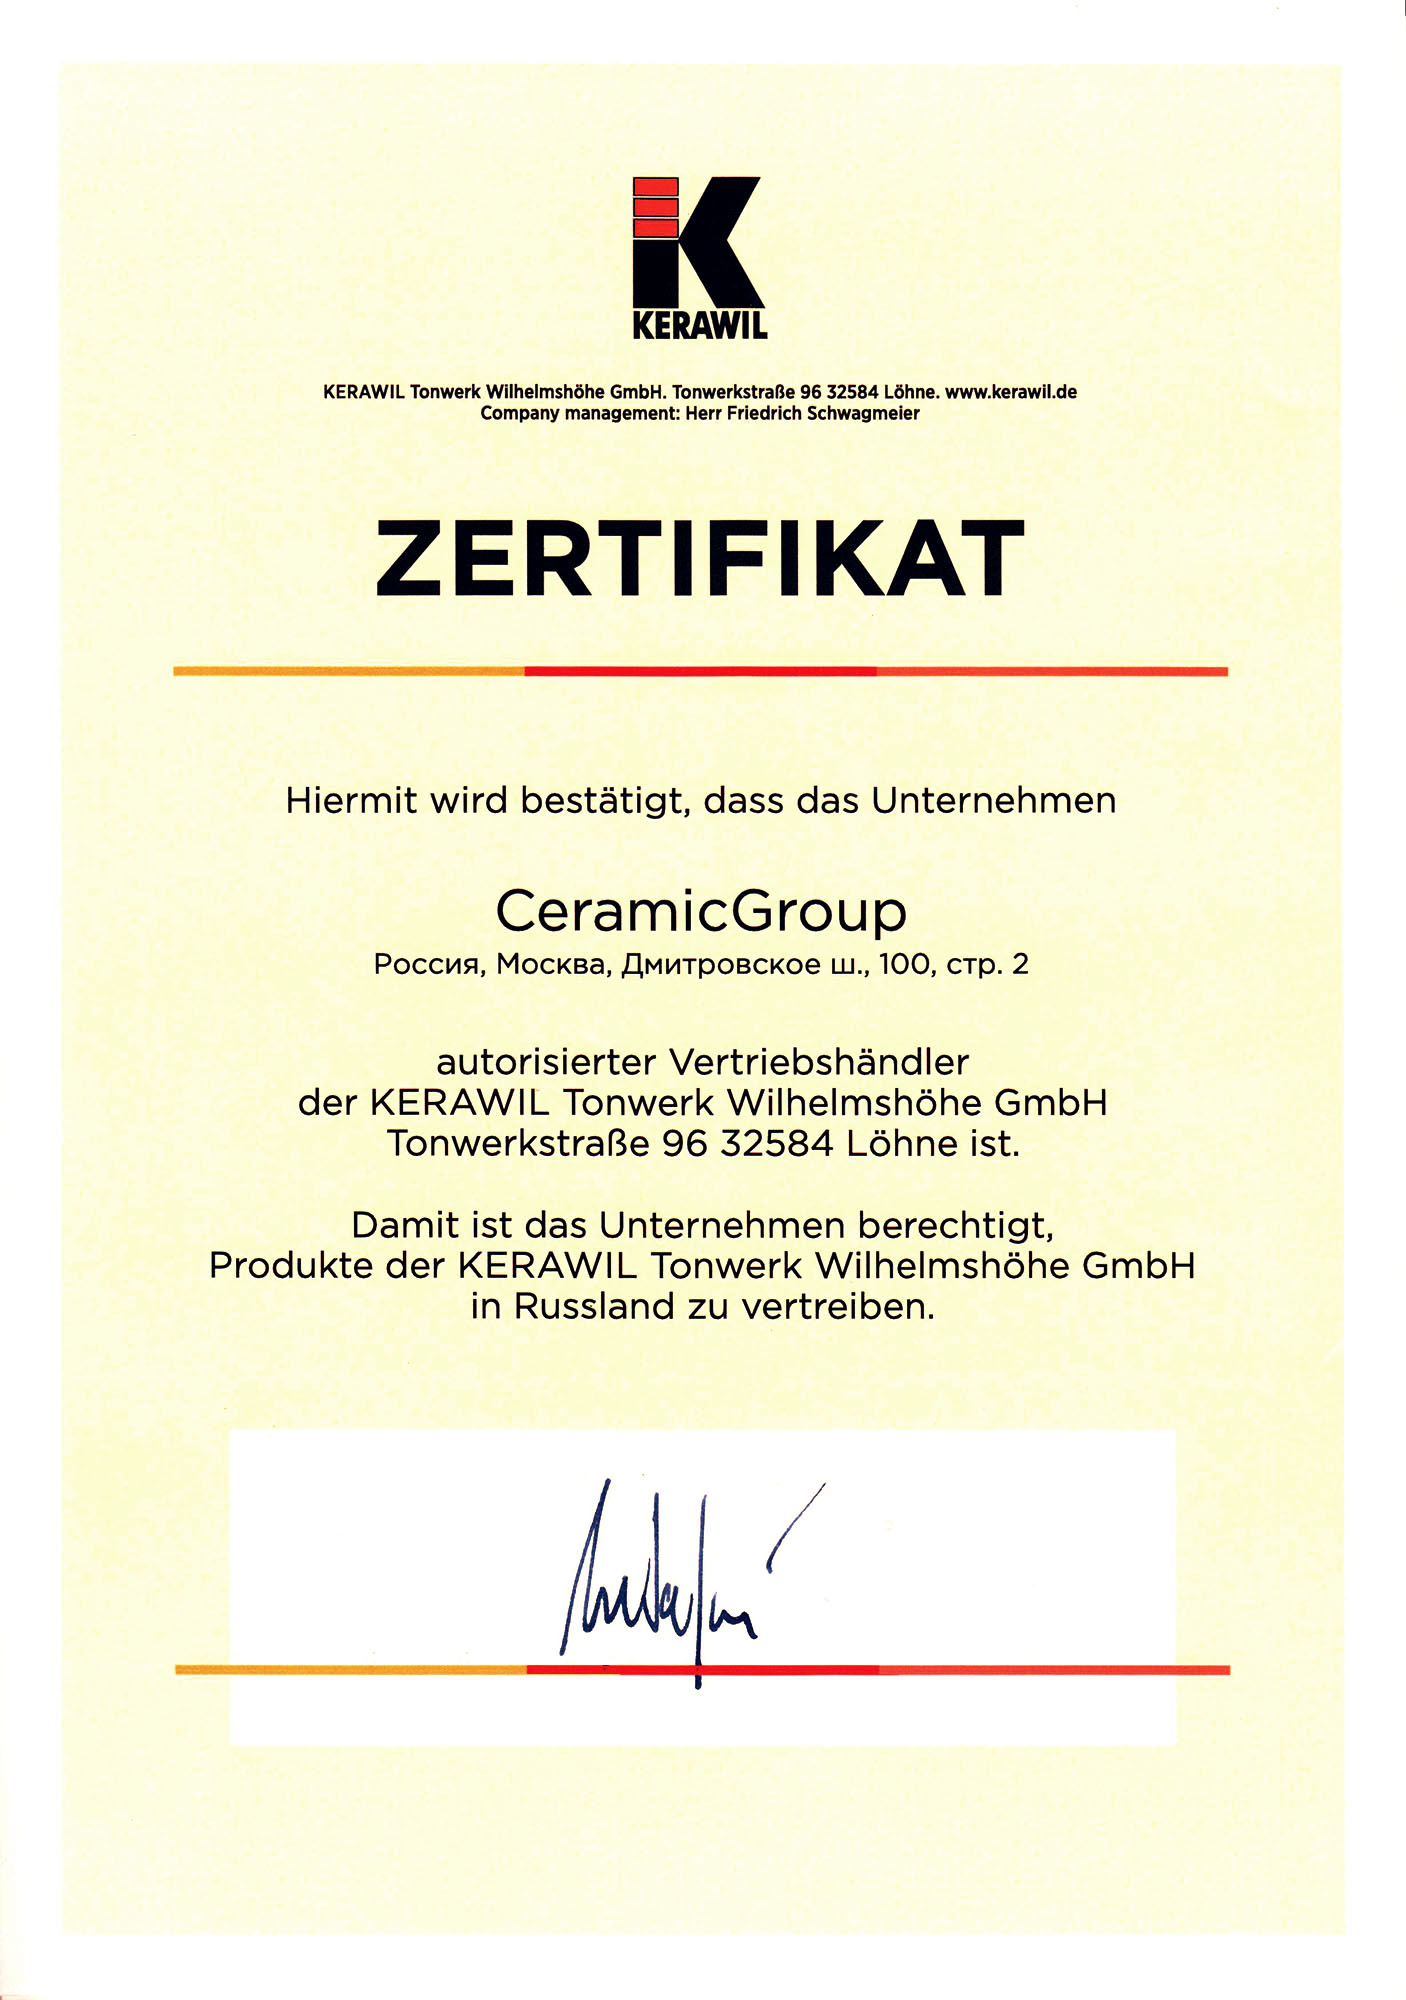 KERAWIL
KERAWIL Tonwerk Wilhelmshöhe GmbH. Tonwerkstraße 96 32584 Löhne. www.kerawil.de
Company management: Herr Friedrich Schwagmeier
ZERTIFIKAT
Hiermit wird bestätigt, dass das Unternehmen
CeramicGroup
Россия, Москва, Дмитровское ш., 100, стр. 2
autorisierter Vertriebshändler
der KERAWIL Tonwerk Wilhelmshöhe GmbH
Tonwerkstraße 96 32584 Löhne ist.
Damit ist das Unternehmen berechtigt,
Produkte der KERAWIL Tonwerk Wilhelmshöhe GmbH
in Russland zu vertreiben.